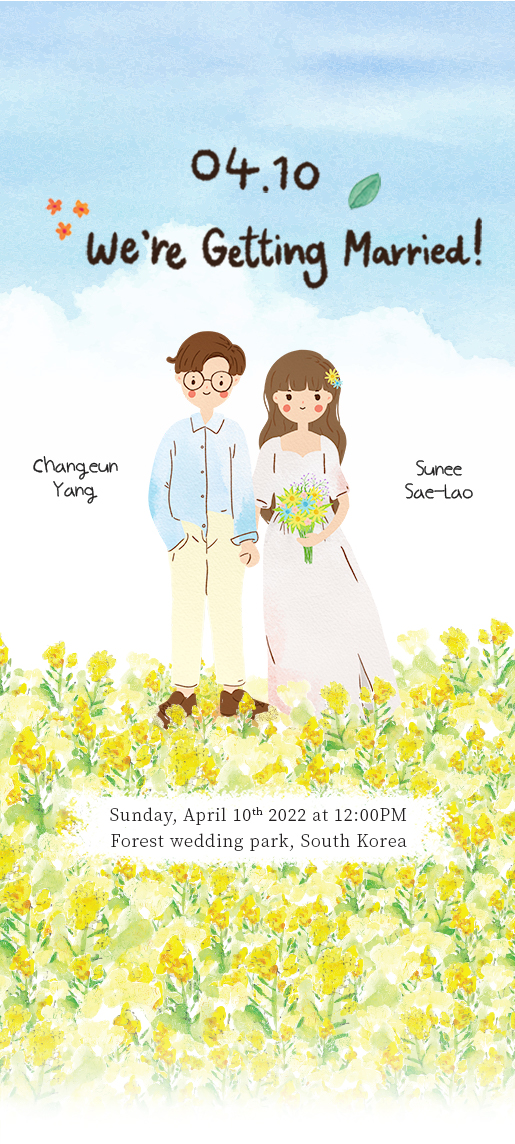 04.10
We're Getting Married!
Changeun
Yang
Sunee
Sae-Lao
Sunday, April 10th 2022 at 12:00PM
Forest wedding park, South Korea